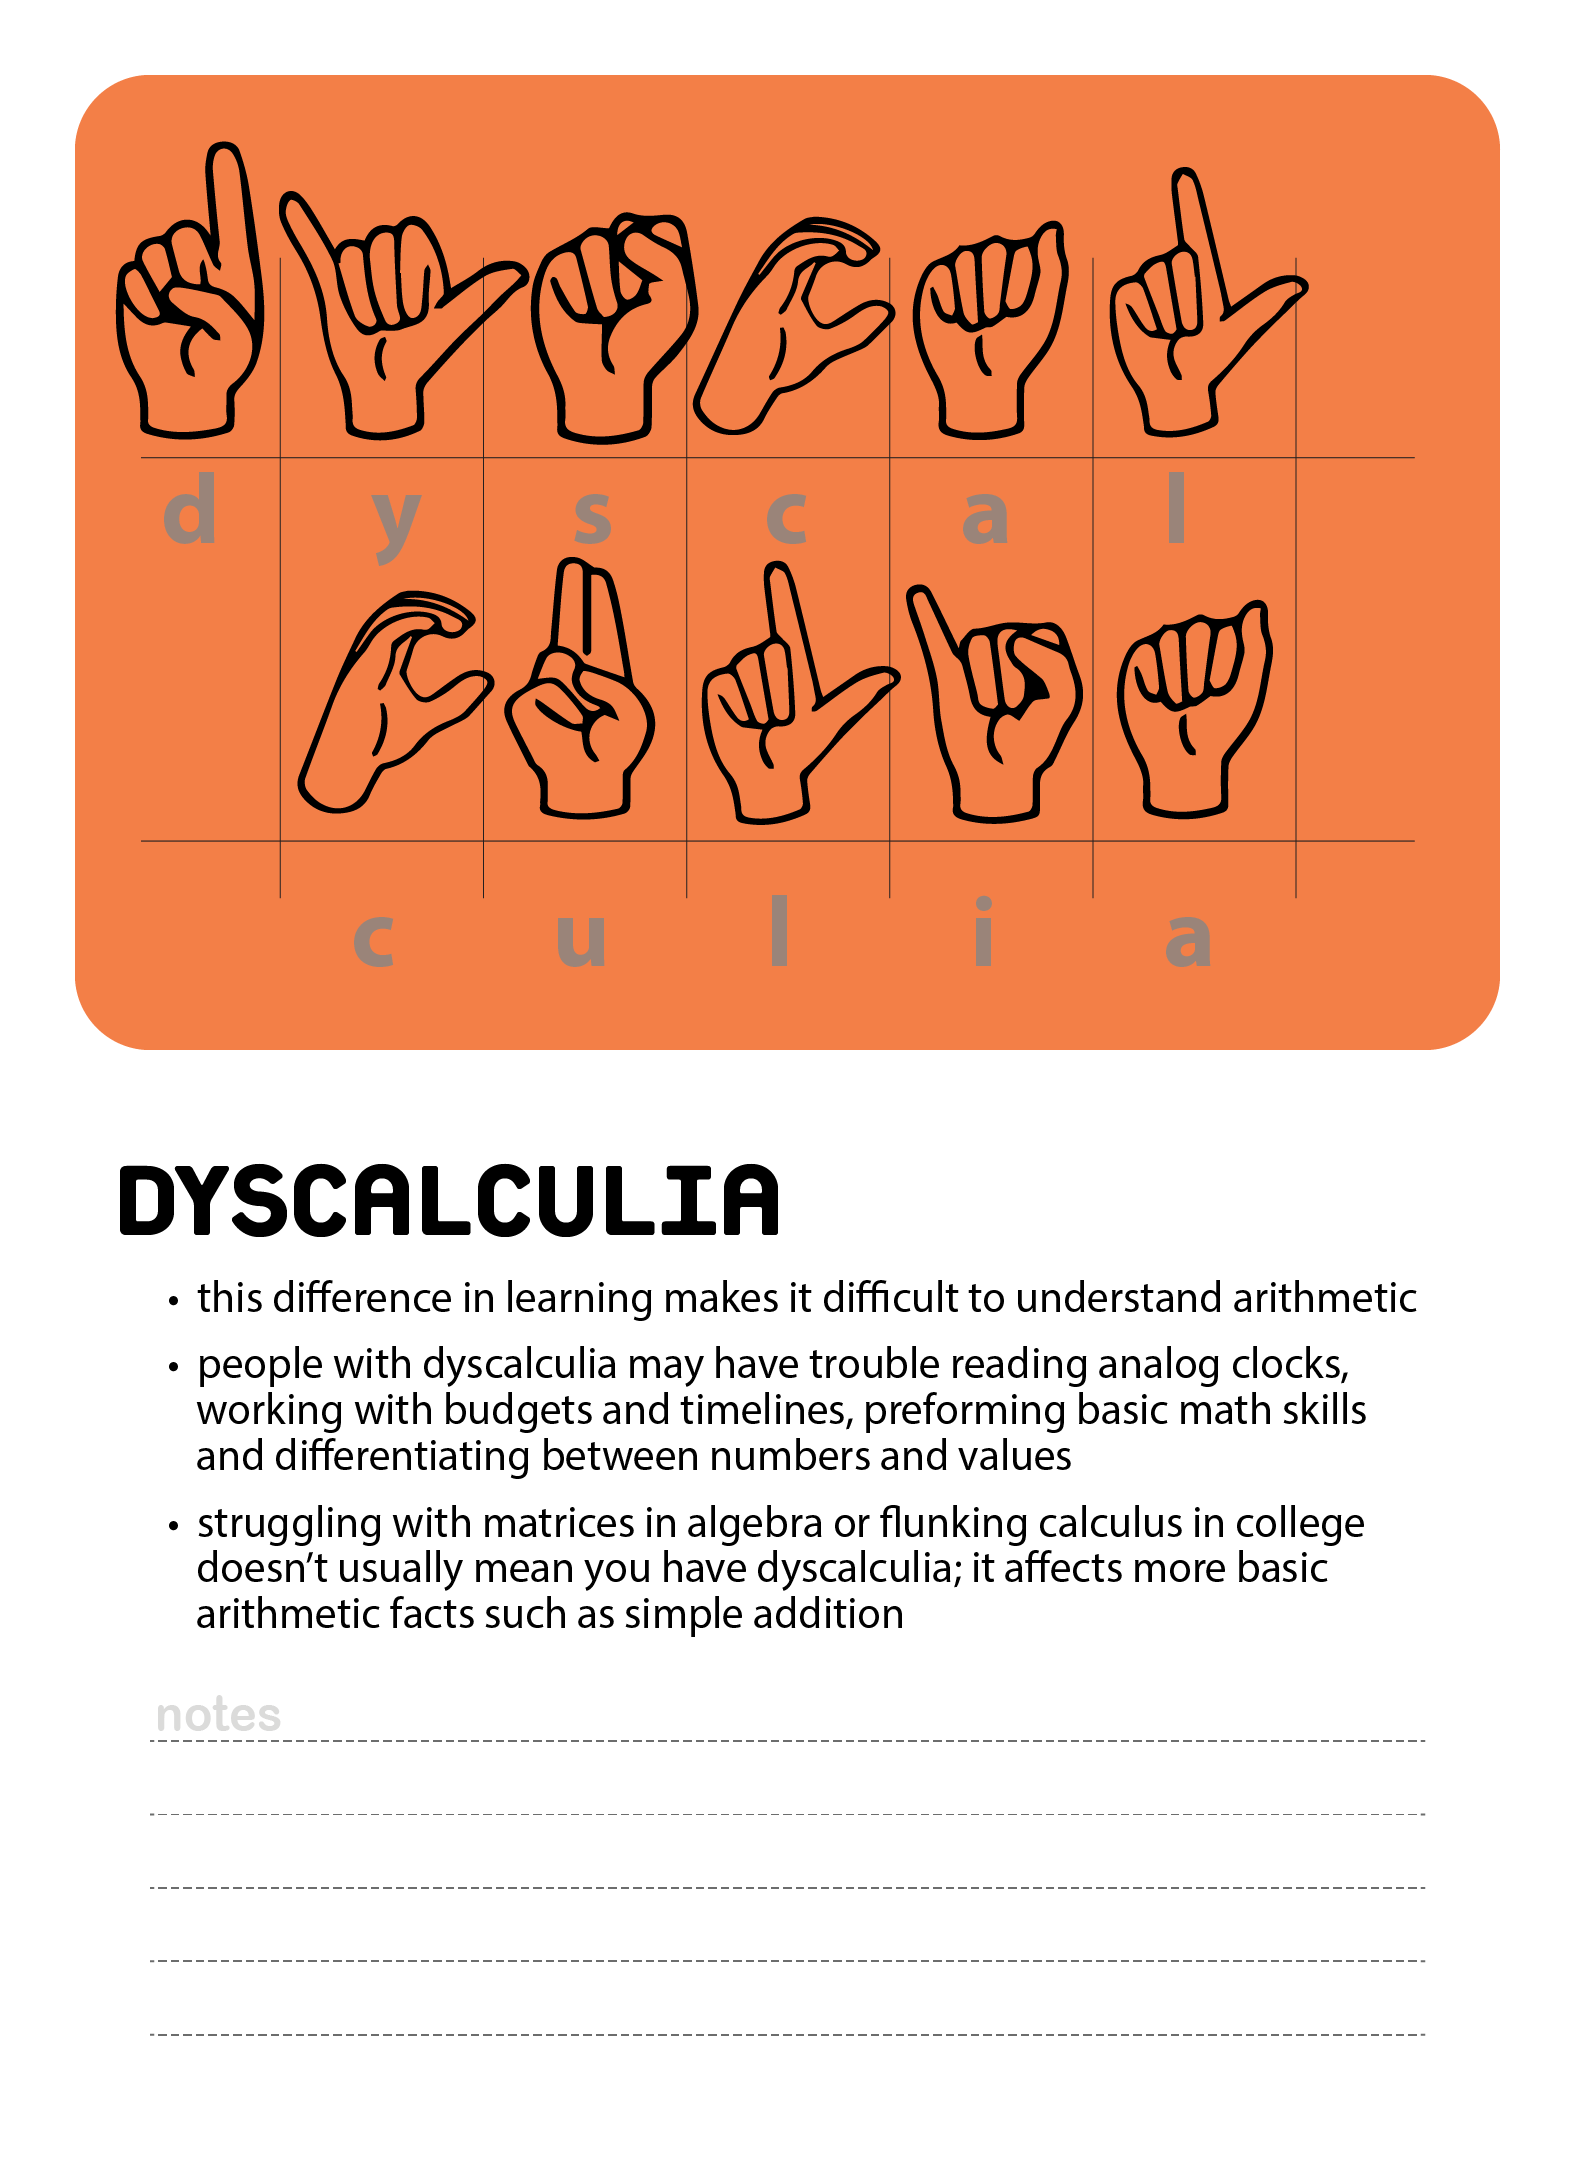 d y s c a l
c u l i a
DYSCALCULIA
• this difference in learning makes it difficult to understand arithmetic
• people with dyscalculia may have trouble reading analog clocks,
working with budgets and timelines, preforming basic math skills
and differentiating between numbers and values
• struggling with matrices in algebra or flunking calculus in college
doesn’t usually mean you have dyscalculia; it affects more basic
arithmetic facts such as simple addition
notes